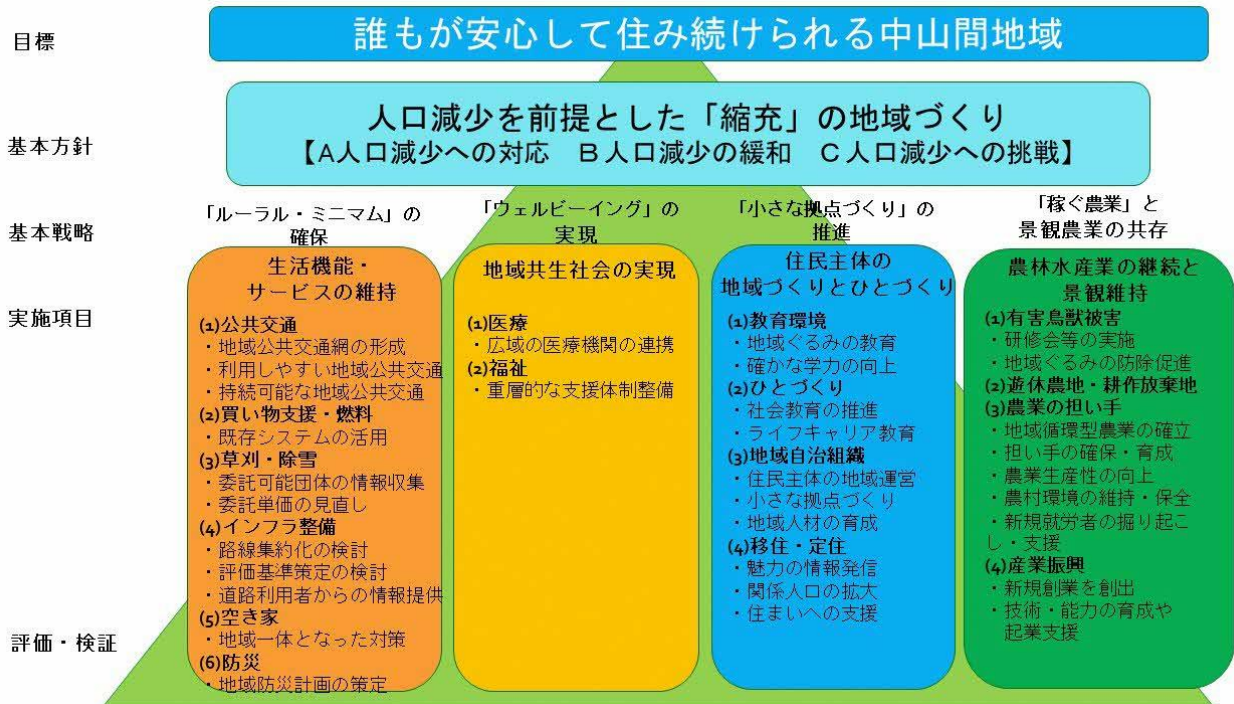 目標
誰もが安心して住み続けられる中山間地域
基本方針
人口減少を前提とした「縮充」の地域づくり
【A人口減少への対応　B人口減少の緩和　C人口減少への挑戦】
基本戦略
「ルーラル・ミニマム」の
確保
「ウェルビーイング」の
実現
「小さな拠点づくり」の
推進
「稼ぐ農業」と
景観農業の共存
実施項目
生活機能・
サービスの維持
(1)公共交通
・地域公共交通網の形成
・利用しやすい地域公共交通
・持続可能な地域公共交通
(2)買い物支援・燃料
・既存システムの活用
(3)草刈・除雪
・委託可能団体の情報収集
・委託単価の見直し
(4)インフラ整備
・路線集約化の検討
・評価基準策定の検討
・道路利用者からの情報提供
(5)空き家
・地域一体となった対策
(6)防災
・地域防災計画の策定
地域共生社会の実現
(1)医療
・広域の医療機関の連携
(2)福祉
・重層的な支援体制整備
住民主体の
地域づくりとひとづくり
(1)教育環境
・地域ぐるみの教育
・確かな学力の向上
(2)ひとづくり
・社会教育の推進
・ライフキャリア教育
(3)地域自治組織
・住民主体の地域運営
・小さな拠点づくり
・地域人材の育成
(4)移住・定住
・魅力の情報発信
・関係人口の拡大
・住まいへの支援
農林水産業の継続と
景観維持
(1)有害鳥獣被害
・研修会等の実施
・地域ぐるみの防除促進
(2)遊休農地・耕作放棄地
(3)農業の担い手
・地域循環型農業の確立
・担い手の確保・育成
・農業生産性の向上
・農村環境の維持・保全
・新規就労者の掘り起こ
し・支援
(4)産業振興
・新規創業を創出
・技術・能力の育成や
起業支援
評価・検証